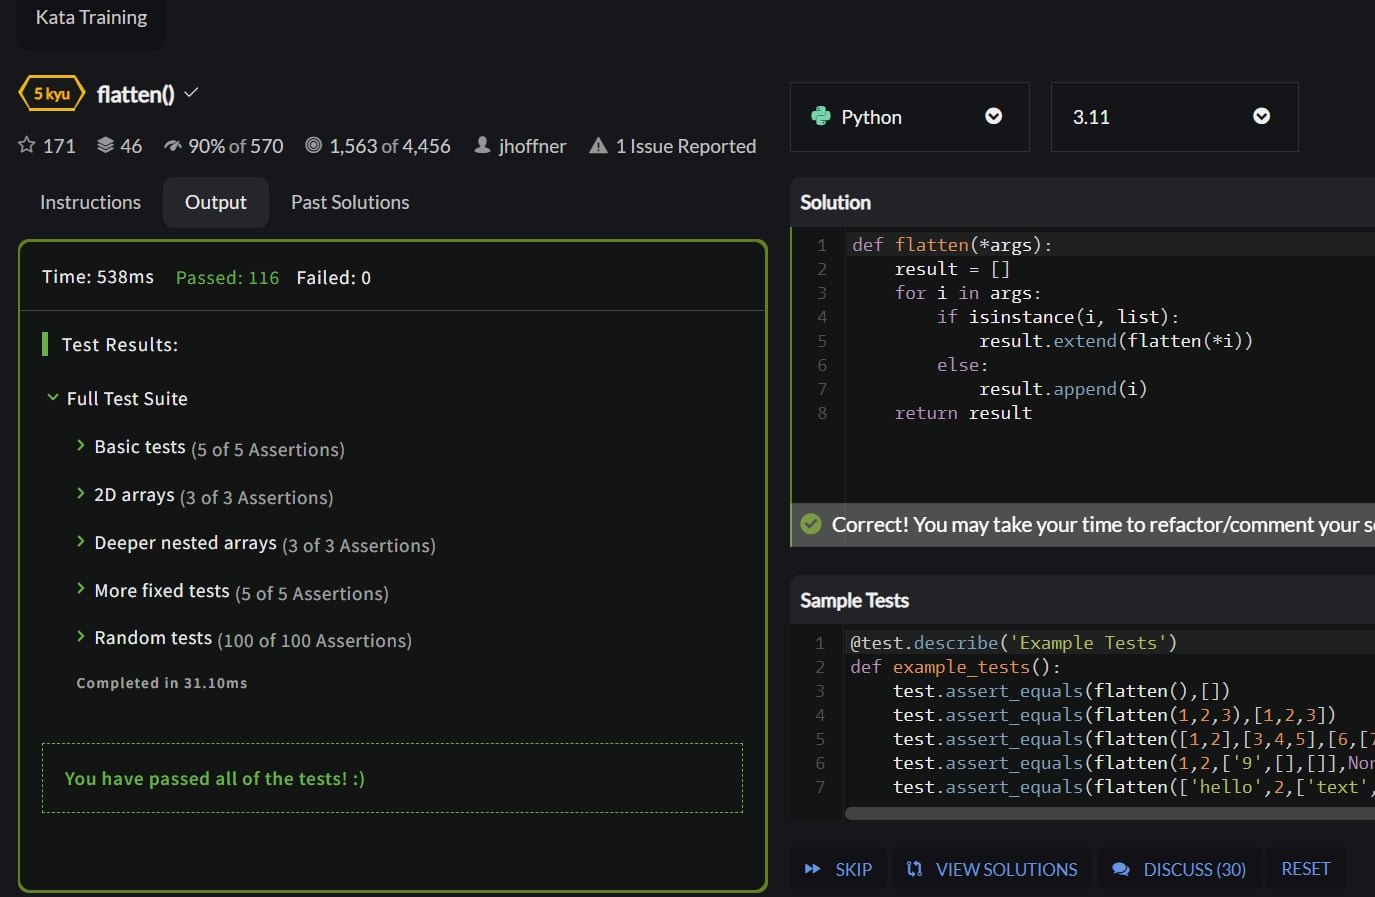 Kata Training
5 kyu flatten()
171 46 90% of 570 1,563 of 4,456 jhoffner 1 Issue Reported
Instructions Output Past Solutions
Time: 538ms Passed: 116 Failed: 0
Test Results:
Full Test Suite
Basic tests (5 of 5 Assertions)
2D arrays (3 of 3 Assertions)
Deeper nested arrays (3 of 3 Assertions)
More fixed tests (5 of 5 Assertions)
Random tests (100 of 100 Assertions)
Completed in 31.10ms
You have passed all of the tests! :)
Python 3.11
Solution
1 def flatten(*args):
2     result = []
3     for i in args:
4         if isinstance(i, list):
5             result.extend(flatten(*i))
6         else:
7             result.append(i)
8     return result
Correct! You may take your time to refactor/comment your s
Sample Tests
1 @test.describe('Example Tests')
2 def example_tests():
3     test.assert_equals(flatten(),[])
4     test.assert_equals(flatten(1,2,3),[1,2,3])
5     test.assert_equals(flatten([1,2],[3,4,5],[6,[7
6     test.assert_equals(flatten(1,2,['9',[],[]],Non
7     test.assert_equals(flatten(['hello',2,['text',
SKIP VIEW SOLUTIONS DISCUSS (30) RESET